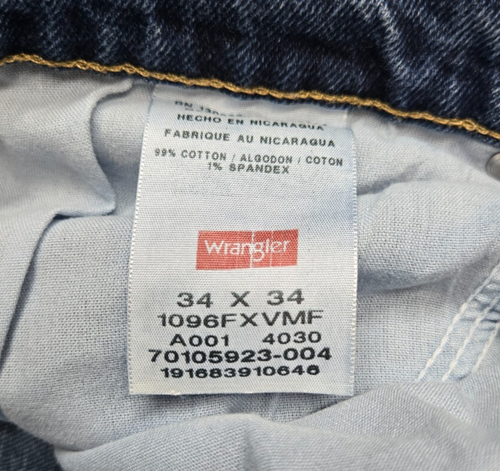 HECHO EN NICARAGUA
FABRIQUE AU NICARAGUA
99% COTTON / ALGODON / COTON
1% SPANDEX
Wrangler
34 X 34
1096FXVMF
A001 4030
70105923-004
191683910646